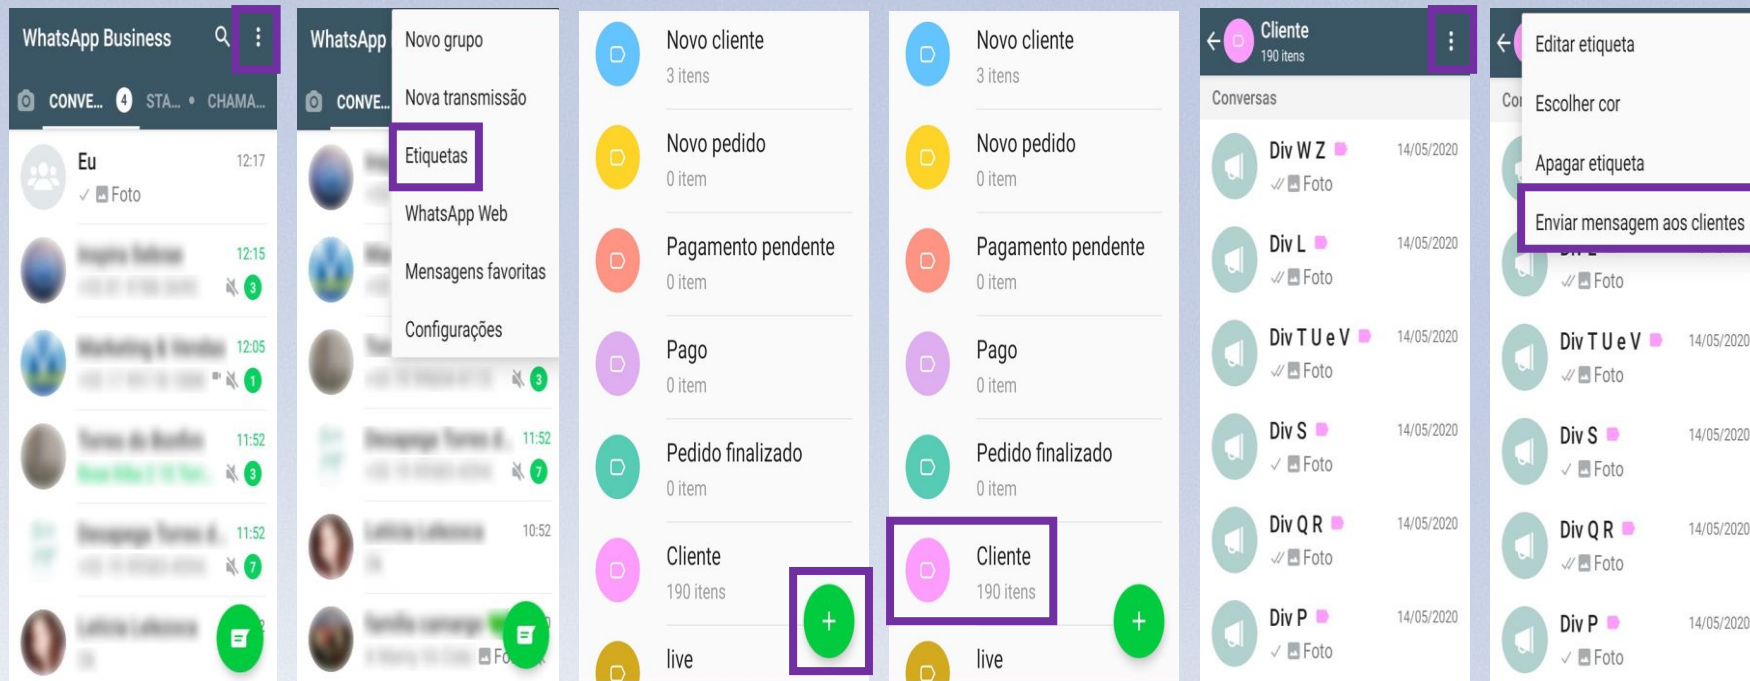 WhatsApp Business
CONVE... 4 STA... • CHAMA...
Eu 12:17
Foto
12:15
3
12:05
1
11:52
3
11:52
7
WhatsApp
CONVE...
Novo grupo
Nova transmissão
Etiquetas
WhatsApp Web
Mensagens favoritas
Configurações
3
11:52
7
10:52
Fo
Novo cliente
3 itens
Novo pedido
0 item
Pagamento pendente
0 item
Pago
0 item
Pedido finalizado
0 item
Cliente
190 itens
live
Novo cliente
3 itens
Novo pedido
0 item
Pagamento pendente
0 item
Pago
0 item
Pedido finalizado
0 item
Cliente
190 itens
live
Cliente
190 itens
Conversas
Div W Z 14/05/2020
Foto
Div L 14/05/2020
Foto
Div T U e V 14/05/2020
Foto
Div S 14/05/2020
Foto
Div Q R 14/05/2020
Foto
Div P 14/05/2020
Foto
Editar etiqueta
Escolher cor
Apagar etiqueta
Enviar mensagem aos clientes
Foto
Div T U e V 14/05/2020
Foto
Div S 14/05/2020
Foto
Div Q R 14/05/2020
Foto
Div P 14/05/2020
Foto